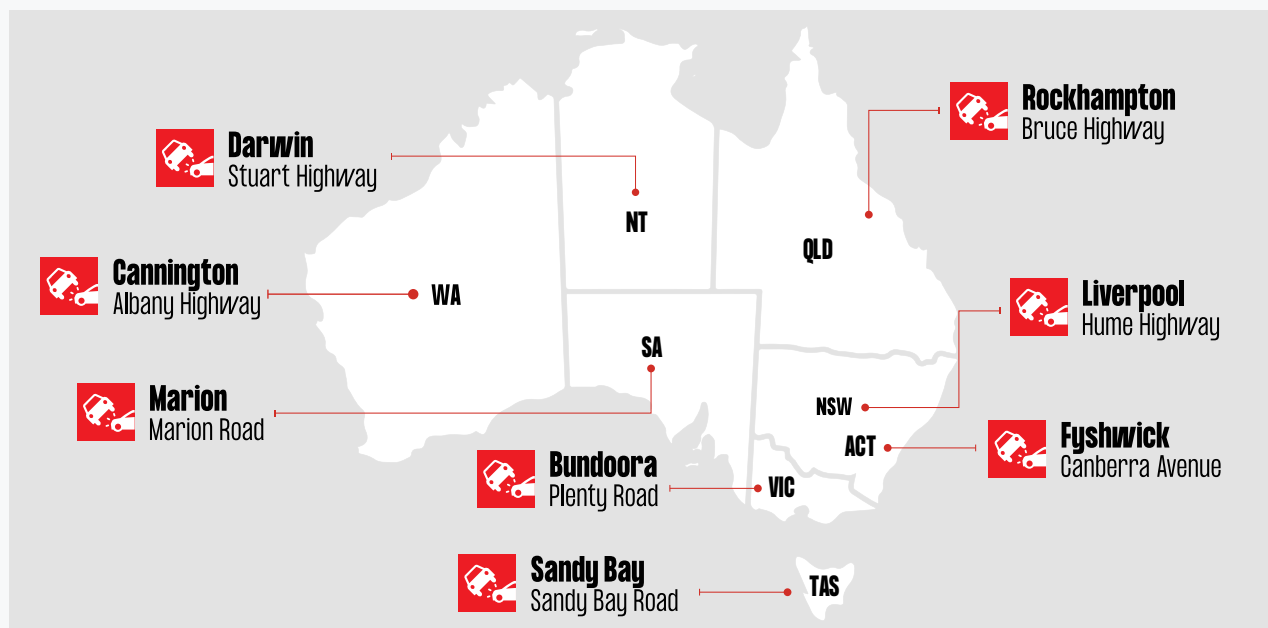 Rockhampton
Bruce Highway
Darwin
Stuart Highway
NT
QLD
Cannington
Albany Highway
WA
Liverpool
Hume Highway
SA
Marion
Marion Road
NSW
ACT
Fyshwick
Canberra Avenue
Bundoora
Plenty Road
VIC
Sandy Bay
Sandy Bay Road
TAS